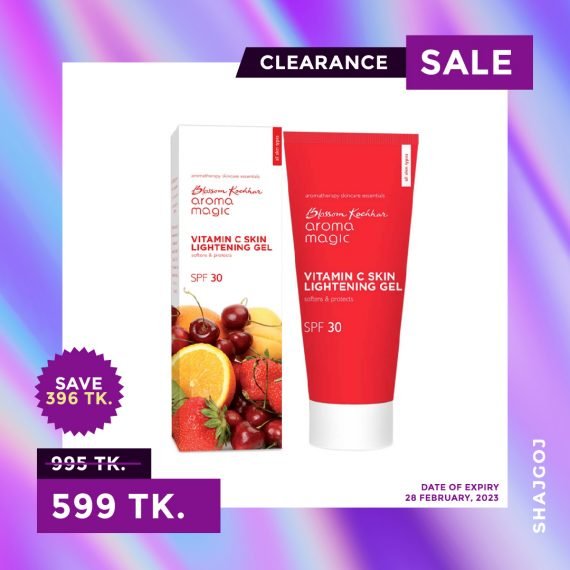 CLEARANCE SALE
all skin types
aromatherapy skincare essentials
Blossom Kochhar
aroma
magic
VITAMIN C SKIN
LIGHTENING GEL
softens & protects
SPF 30
all skin types
aromatherapy skincare essentials
Blossom Kochhar
aroma
magic
VITAMIN C SKIN
LIGHTENING GEL
softens & protects
SPF 30
SAVE
396 TK.
995 TK.
599 TK.
DATE OF EXPIRY
28 FEBRUARY, 2023
SHAJGOJ